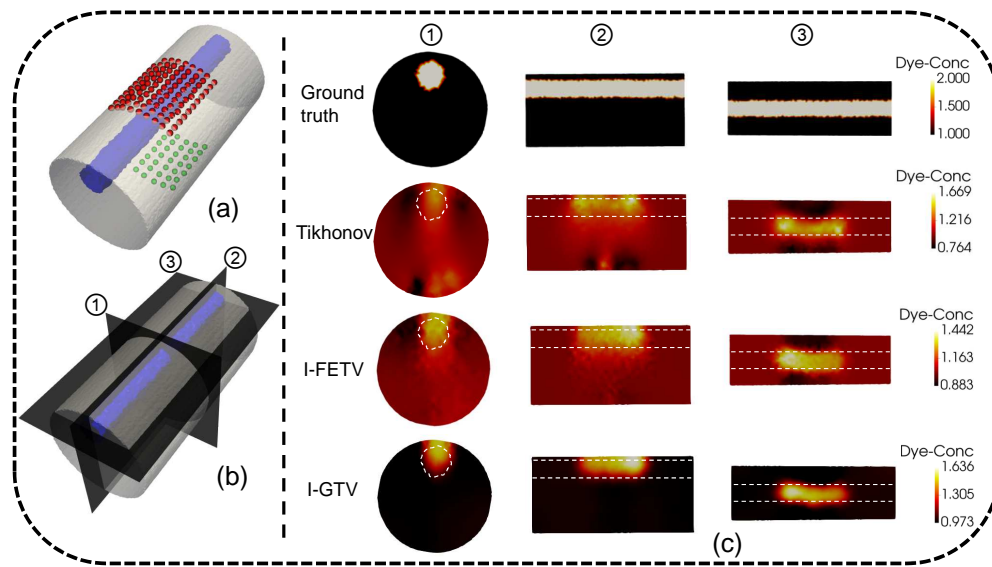 ① ② ③
Ground
truth
Dye-Conc
2.000
1.500
1.000
(a)
Tikhonov
Dye-Conc
1.669
1.216
0.764
③ ②
①
I-FETV
Dye-Conc
1.442
1.163
0.883
(b)
I-GTV
Dye-Conc
1.636
1.305
0.973
(c)